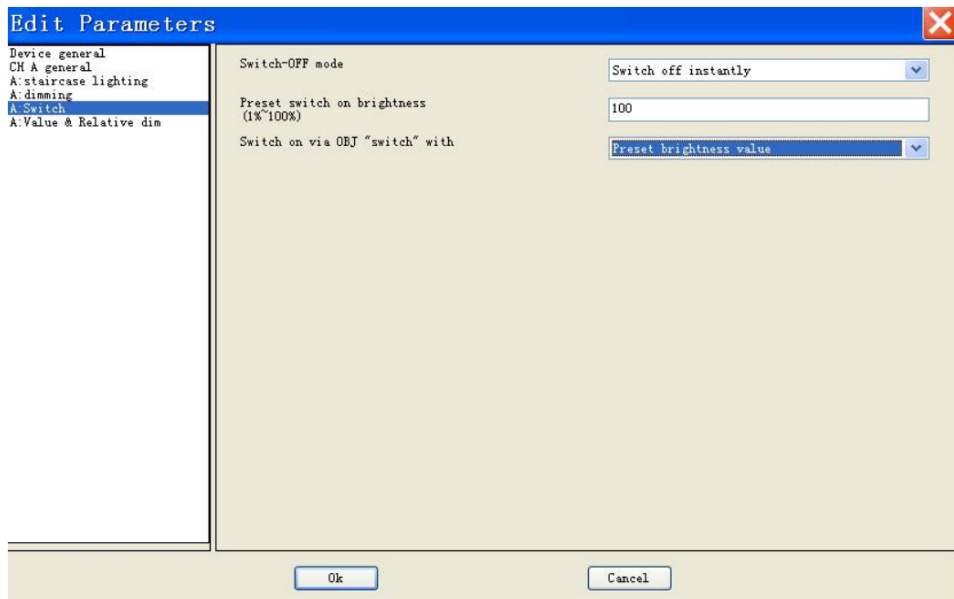 Edit Parameters
Device general
CH A general
A:staircase lighting
A:dimming
A:Switch
A:Value & Relative dim
Switch-OFF mode
Switch off instantly
Preset switch on brightness
(1%~100%)
100
Switch on via OBJ "switch" with
Preset brightness value
Ok
Cancel